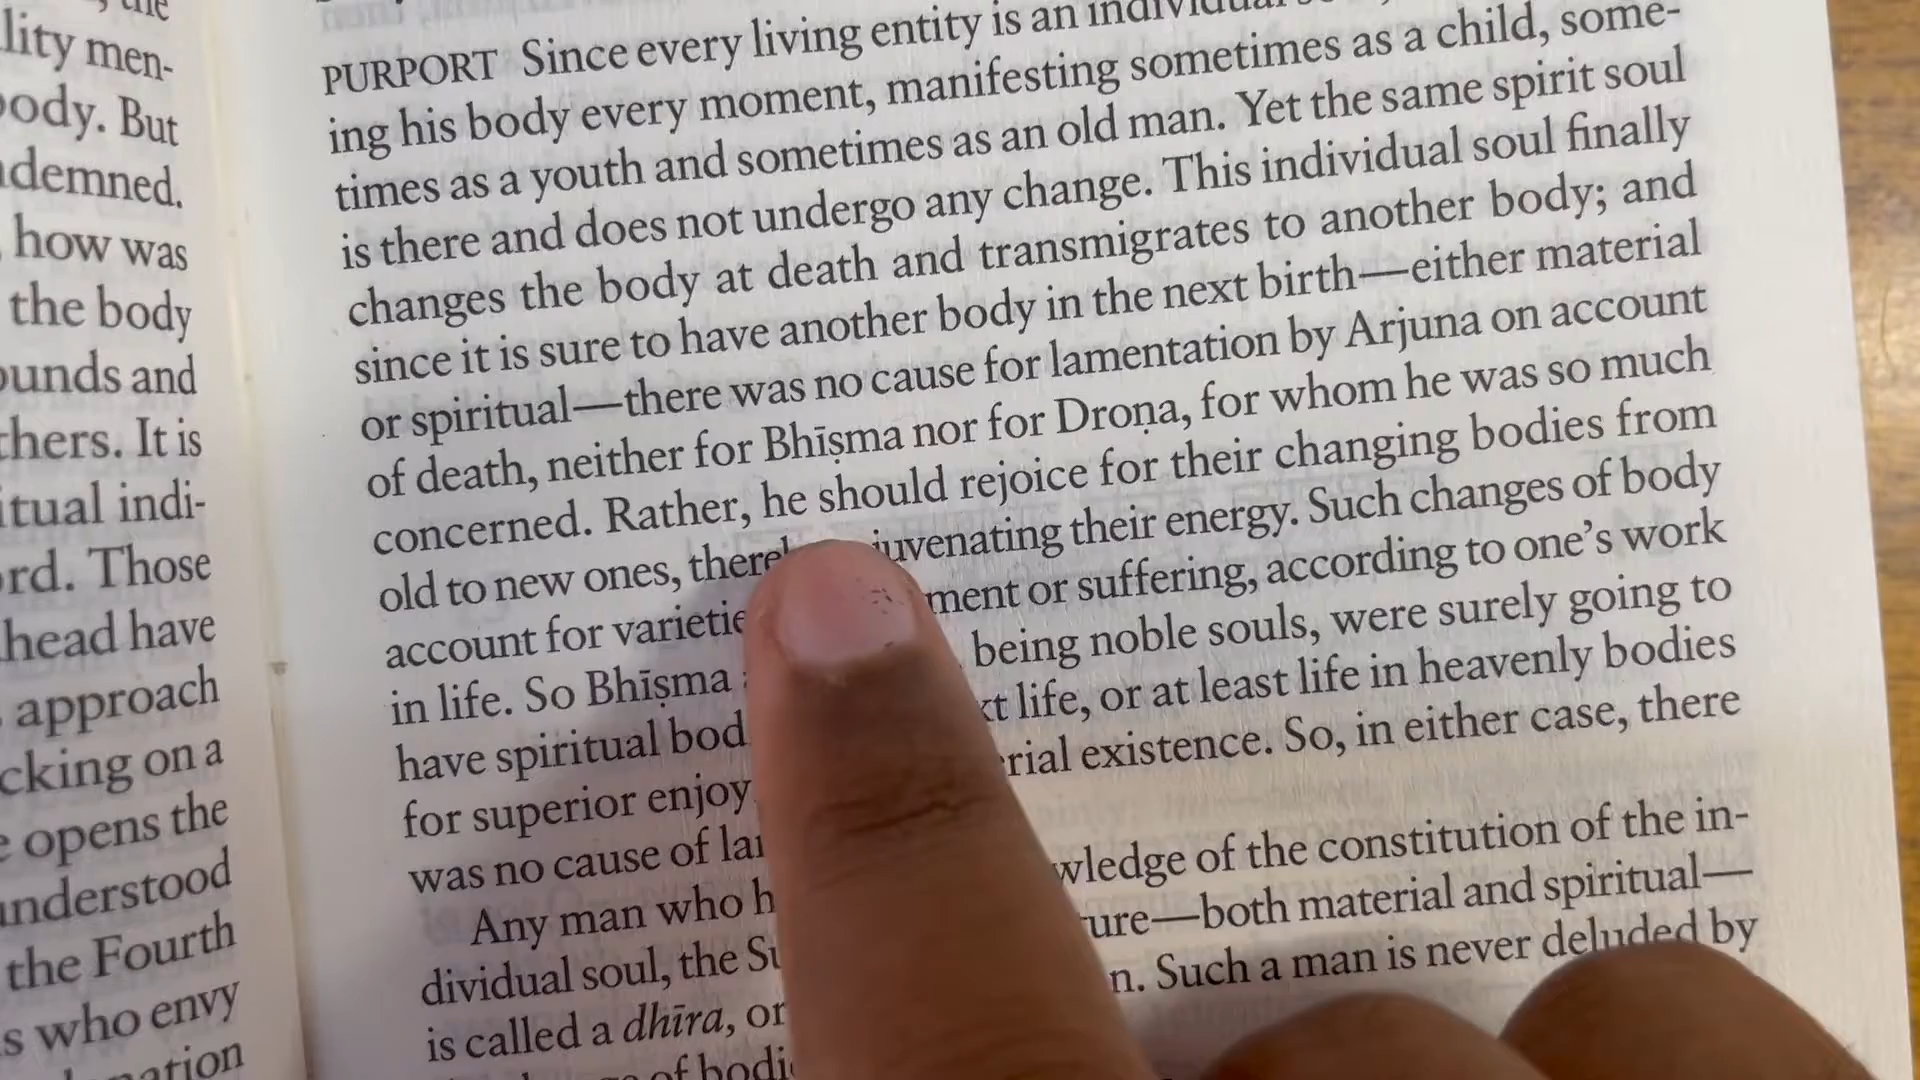 lity men-
ody. But
demned.
how was
the body
ounds and
thers. It is
itual indi-
rd. Those
head have
approach
cking on a
opens the
understood
the Fourth
s who envy
nation
PURPORT Since every living entity is an individual
ing his body every moment, manifesting sometimes as a child, some-
times as a youth and sometimes as an old man. Yet the same spirit soul
is there and does not undergo any change. This individual soul finally
changes the body at death and transmigrates to another body; and
since it is sure to have another body in the next birth—either material
or spiritual—there was no cause for lamentation by Arjuna on account
of death, neither for Bhīṣma nor for Droṇa, for whom he was so much
concerned. Rather, he should rejoice for their changing bodies from
old to new ones, there juvenating their energy. Such changes of body
account for varietie ment or suffering, according to one's work
in life. So Bhīṣma being noble souls, were surely going to
have spiritual bod xt life, or at least life in heavenly bodies
for superior enjoy rial existence. So, in either case, there
was no cause of la
Any man who h wledge of the constitution of the in-
dividual soul, the Su ture—both material and spiritual—
is called a dhīra, or n. Such a man is never deluded by
of bodi